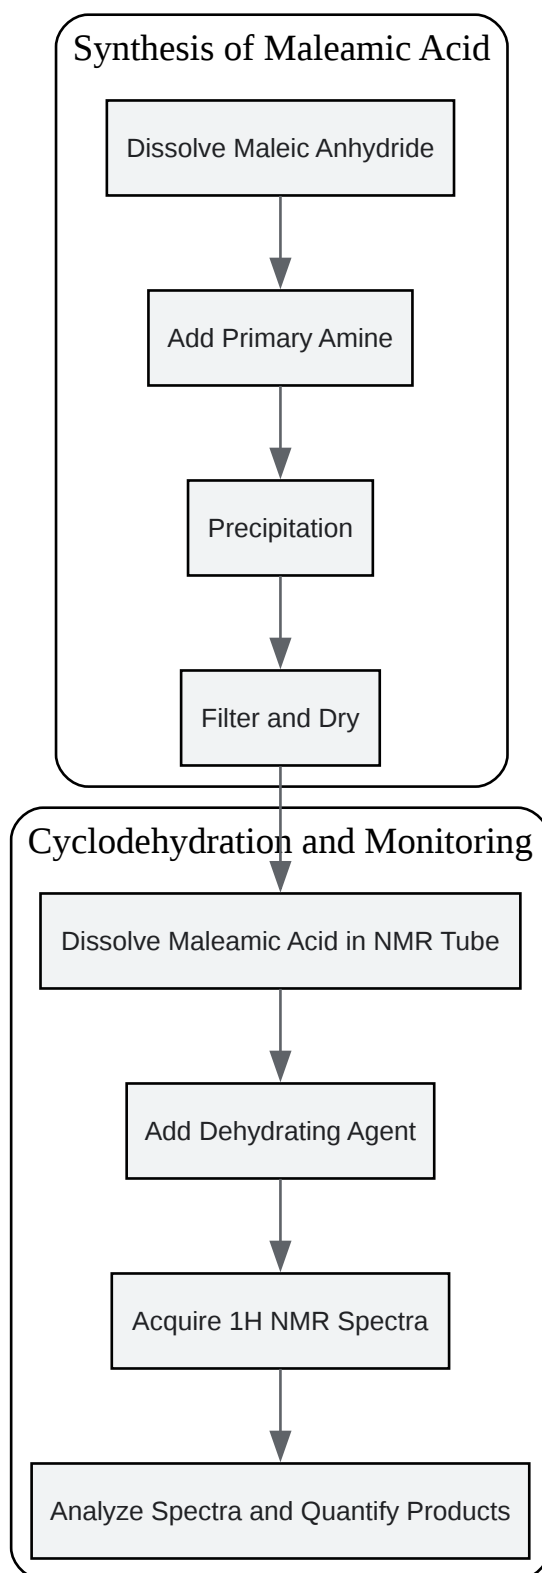 Synthesis of Maleamic Acid
Dissolve Maleic Anhydride
Add Primary Amine
Precipitation
Filter and Dry
Cyclodehydration and Monitoring
Dissolve Maleamic Acid in NMR Tube
Add Dehydrating Agent
Acquire 1H NMR Spectra
Analyze Spectra and Quantify Products